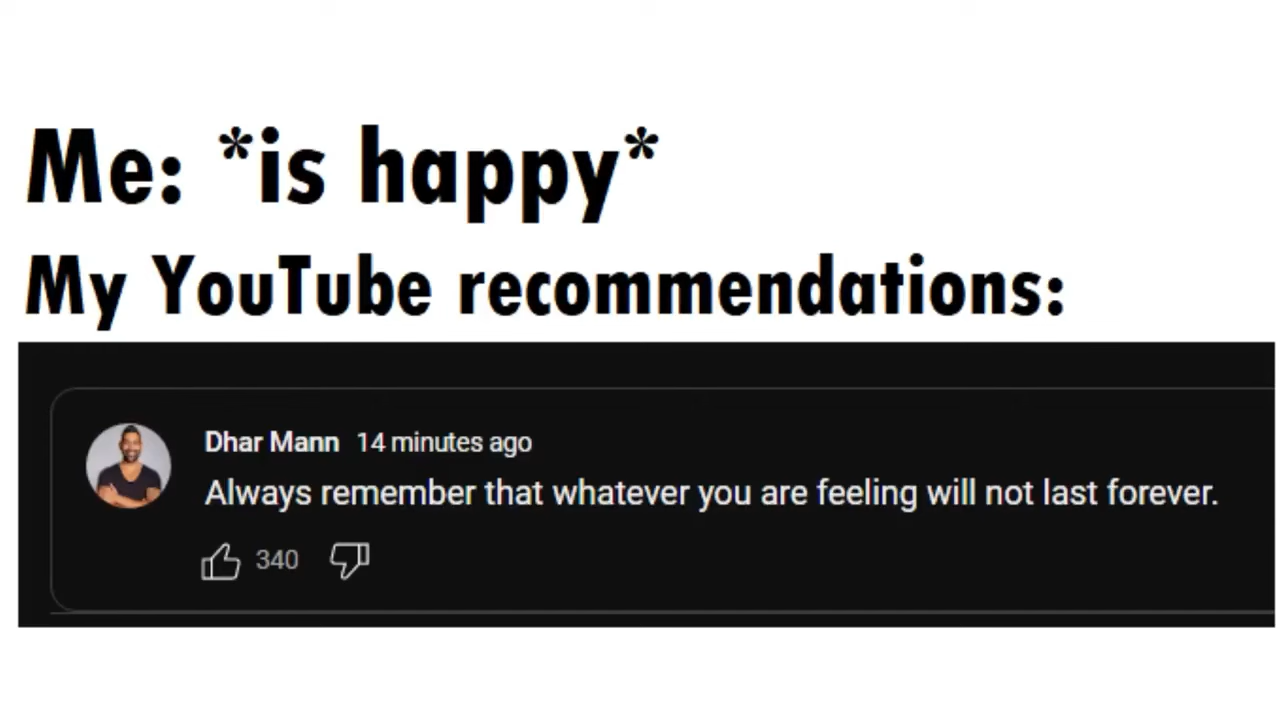 Me: *is happy*
My YouTube recommendations:
Dhar Mann 14 minutes ago
Always remember that whatever you are feeling will not last forever.
340